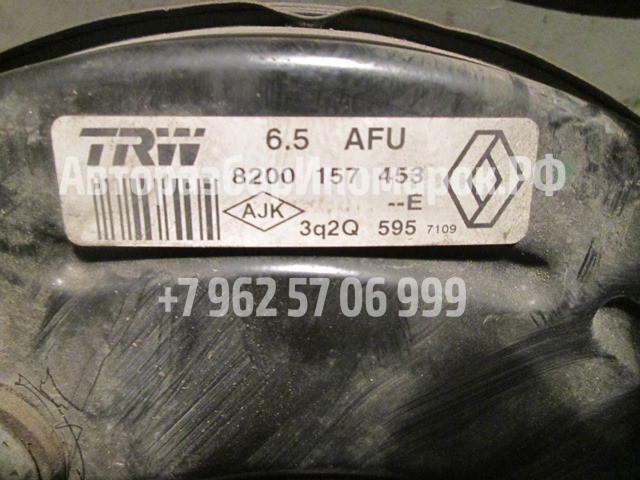 TRW 6.5 AFU
8200 157 453
АвторазборИномарок.РФ
--E
AJK
3q2Q 595 7109
+7 962 57 06 999